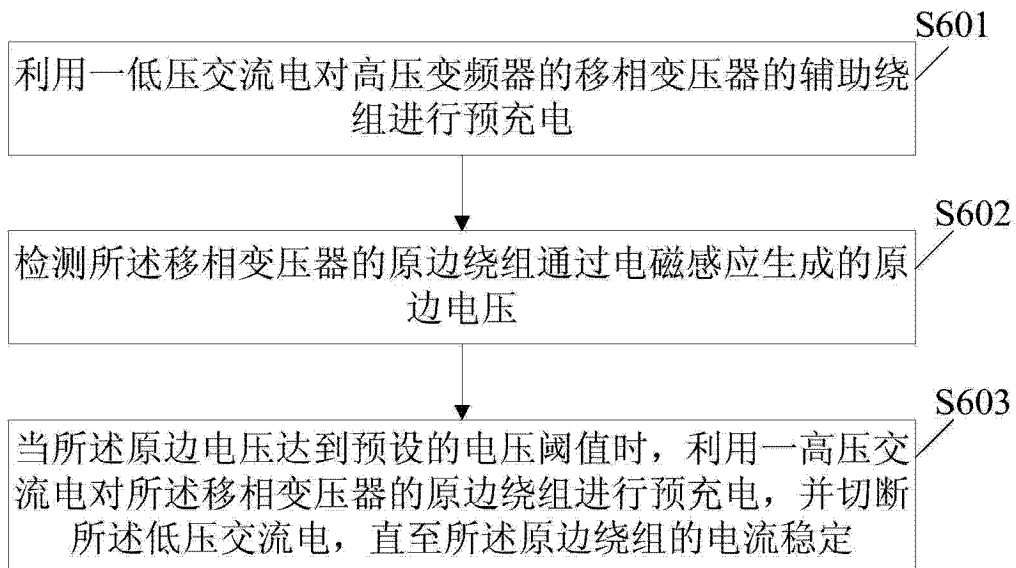 S601
利用一低压交流电对高压变频器的移相变压器的辅助绕
组进行预充电
S602
检测所述移相变压器的原边绕组通过电磁感应生成的原
边电压
S603
当所述原边电压达到预设的电压阈值时，利用一高压交
流电对所述移相变压器的原边绕组进行预充电，并切断
所述低压交流电，直至所述原边绕组的电流稳定